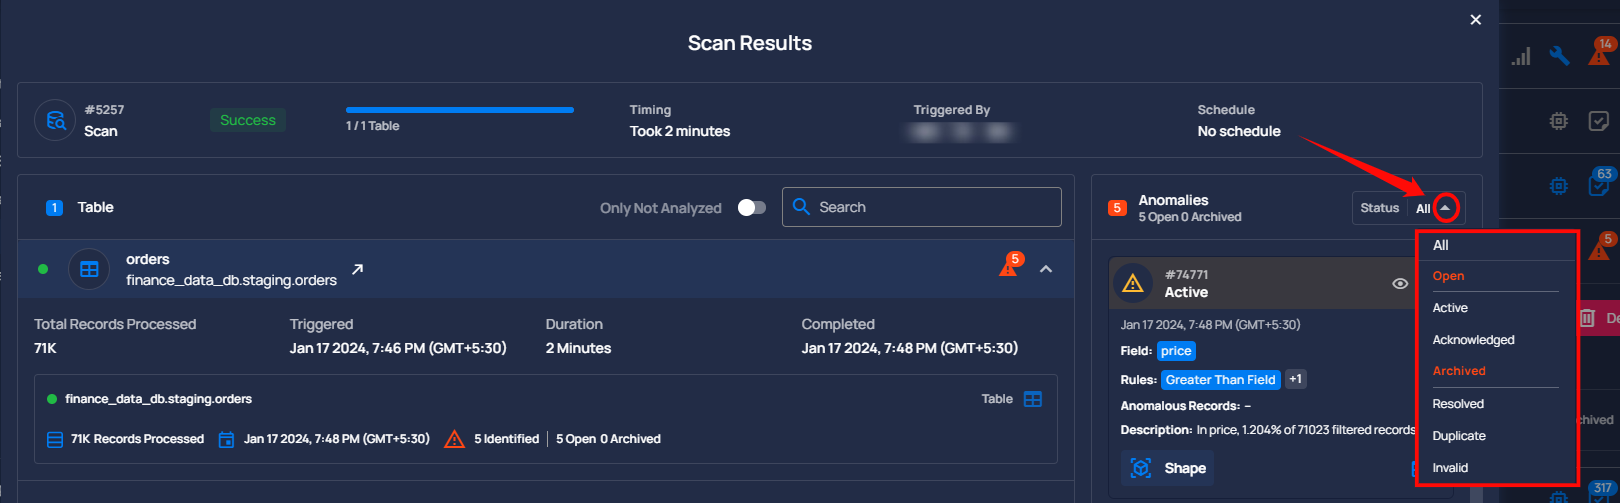 Scan Results
14
#5257
Scan
Success
1 / 1 Table
Timing
Took 2 minutes
Triggered By
Schedule
No schedule
63
1
Table
Only Not Analyzed
Search
5
Anomalies
5 Open 0 Archived
Status
All
orders
finance_data_db.staging.orders
5
Total Records Processed
71K
Triggered
Jan 17 2024, 7:46 PM (GMT+5:30)
Duration
2 Minutes
Completed
Jan 17 2024, 7:48 PM (GMT+5:30)
finance_data_db.staging.orders
Table
71K Records Processed
Jan 17 2024, 7:48 PM (GMT+5:30)
5 Identified
5 Open 0 Archived
#74771
Active
Jan 17 2024, 7:48 PM (GMT+5:30)
Field: price
Rules: Greater Than Field +1
Anomalous Records: –
Description: In price, 1.204% of 71023 filtered records
Shape
All
Open
Active
Acknowledged
Archived
Resolved
Duplicate
Invalid
5
De
chived
317